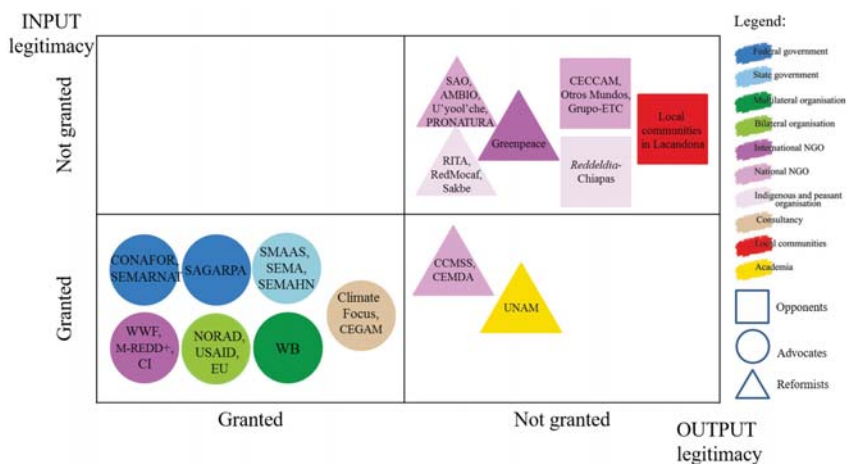 INPUT
legitimacy
Not granted
Granted
SAO,
AMBIO,
U'yool'che,
PRONATURA
RITA,
RedMocaf,
Sakbe
Greenpeace
CECCAM,
Otros Mundos,
Grupo-ETC
Reddeldia-
Chiapas
Local
communities
in Lacandona
CONAFOR,
SEMARNAT
SAGARPA
SMAAS,
SEMA,
SEMAHN
Climate
Focus,
CEGAM
WWF,
M-REDD+,
CI
NORAD,
USAID,
EU
WB
CCMSS,
CEMDA
UNAM
Granted
Not granted
OUTPUT
legitimacy
Legend:
Federal government
State government
Multilateral organisation
Bilateral organisation
International NGO
National NGO
Indigenous and peasant
organisation
Consultancy
Local communities
Academia
Opponents
Advocates
Reformists